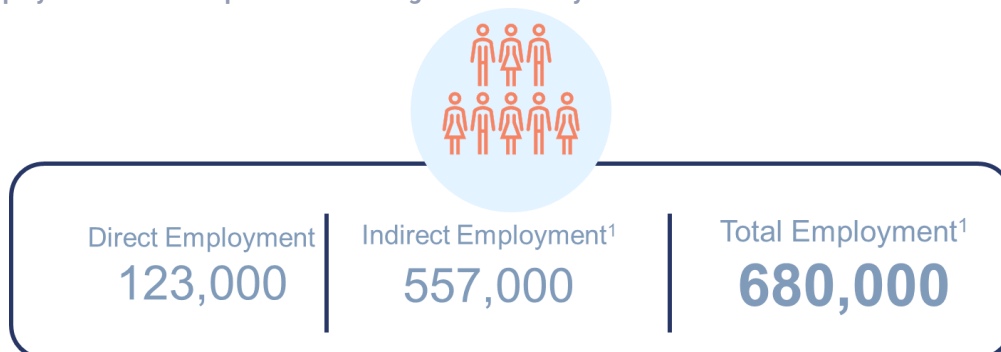 Direct Employment
123,000
Indirect Employment¹
557,000
Total Employment¹
680,000